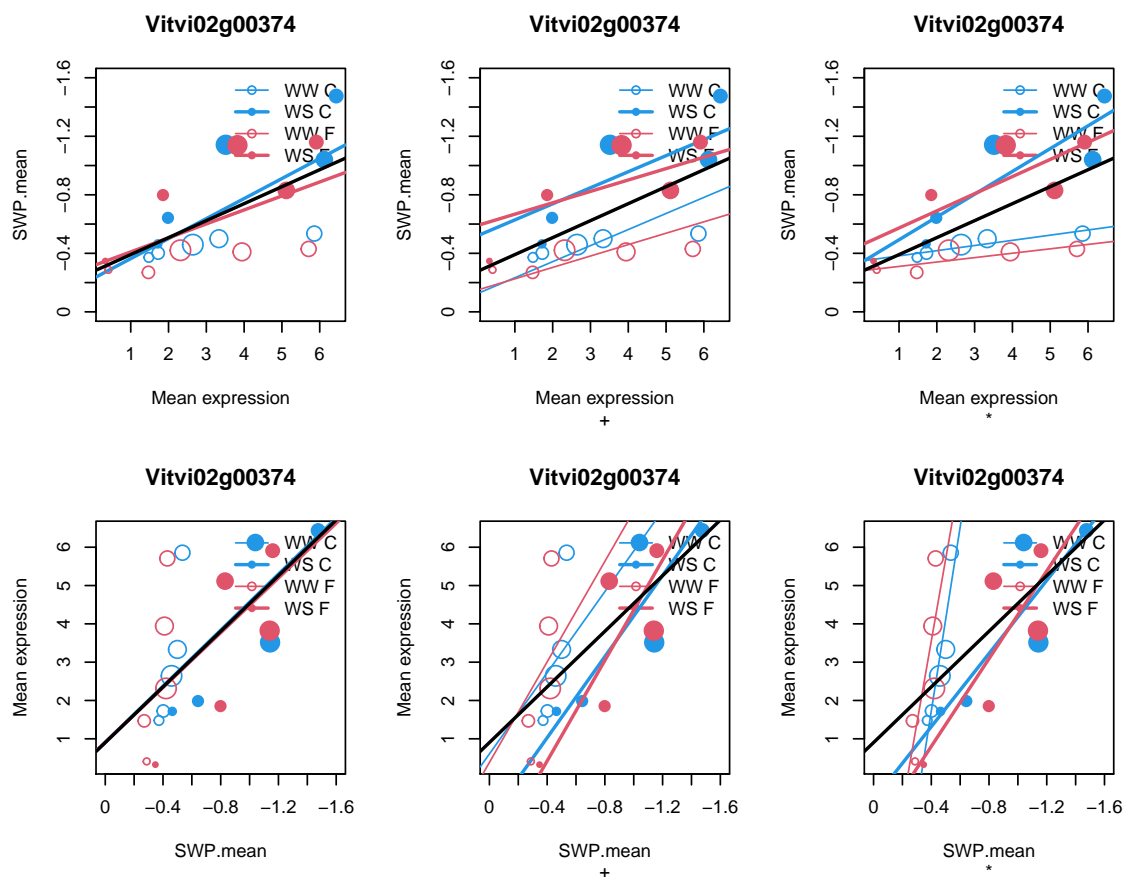 Vitvi02g00374
−1.6
−1.2
−0.8
−0.4
0
SWP.mean
WW C
WS C
WW F
WS F
1 2 3 4 5 6
Mean expression
Vitvi02g00374
−1.6
−1.2
−0.8
−0.4
0
SWP.mean
WW C
WS C
WW F
WS F
1 2 3 4 5 6
Mean expression
+
Vitvi02g00374
−1.6
−1.2
−0.8
−0.4
0
SWP.mean
WW C
WS C
WW F
WS F
1 2 3 4 5 6
Mean expression
*
Vitvi02g00374
6
5
4
3
2
1
Mean expression
WW C
WS C
WW F
WS F
0 −0.4 −0.8 −1.2 −1.6
SWP.mean
Vitvi02g00374
6
5
4
3
2
1
Mean expression
WW C
WS C
WW F
WS F
0 −0.4 −0.8 −1.2 −1.6
SWP.mean
+
Vitvi02g00374
6
5
4
3
2
1
Mean expression
WW C
WS C
WW F
WS F
0 −0.4 −0.8 −1.2 −1.6
SWP.mean
*